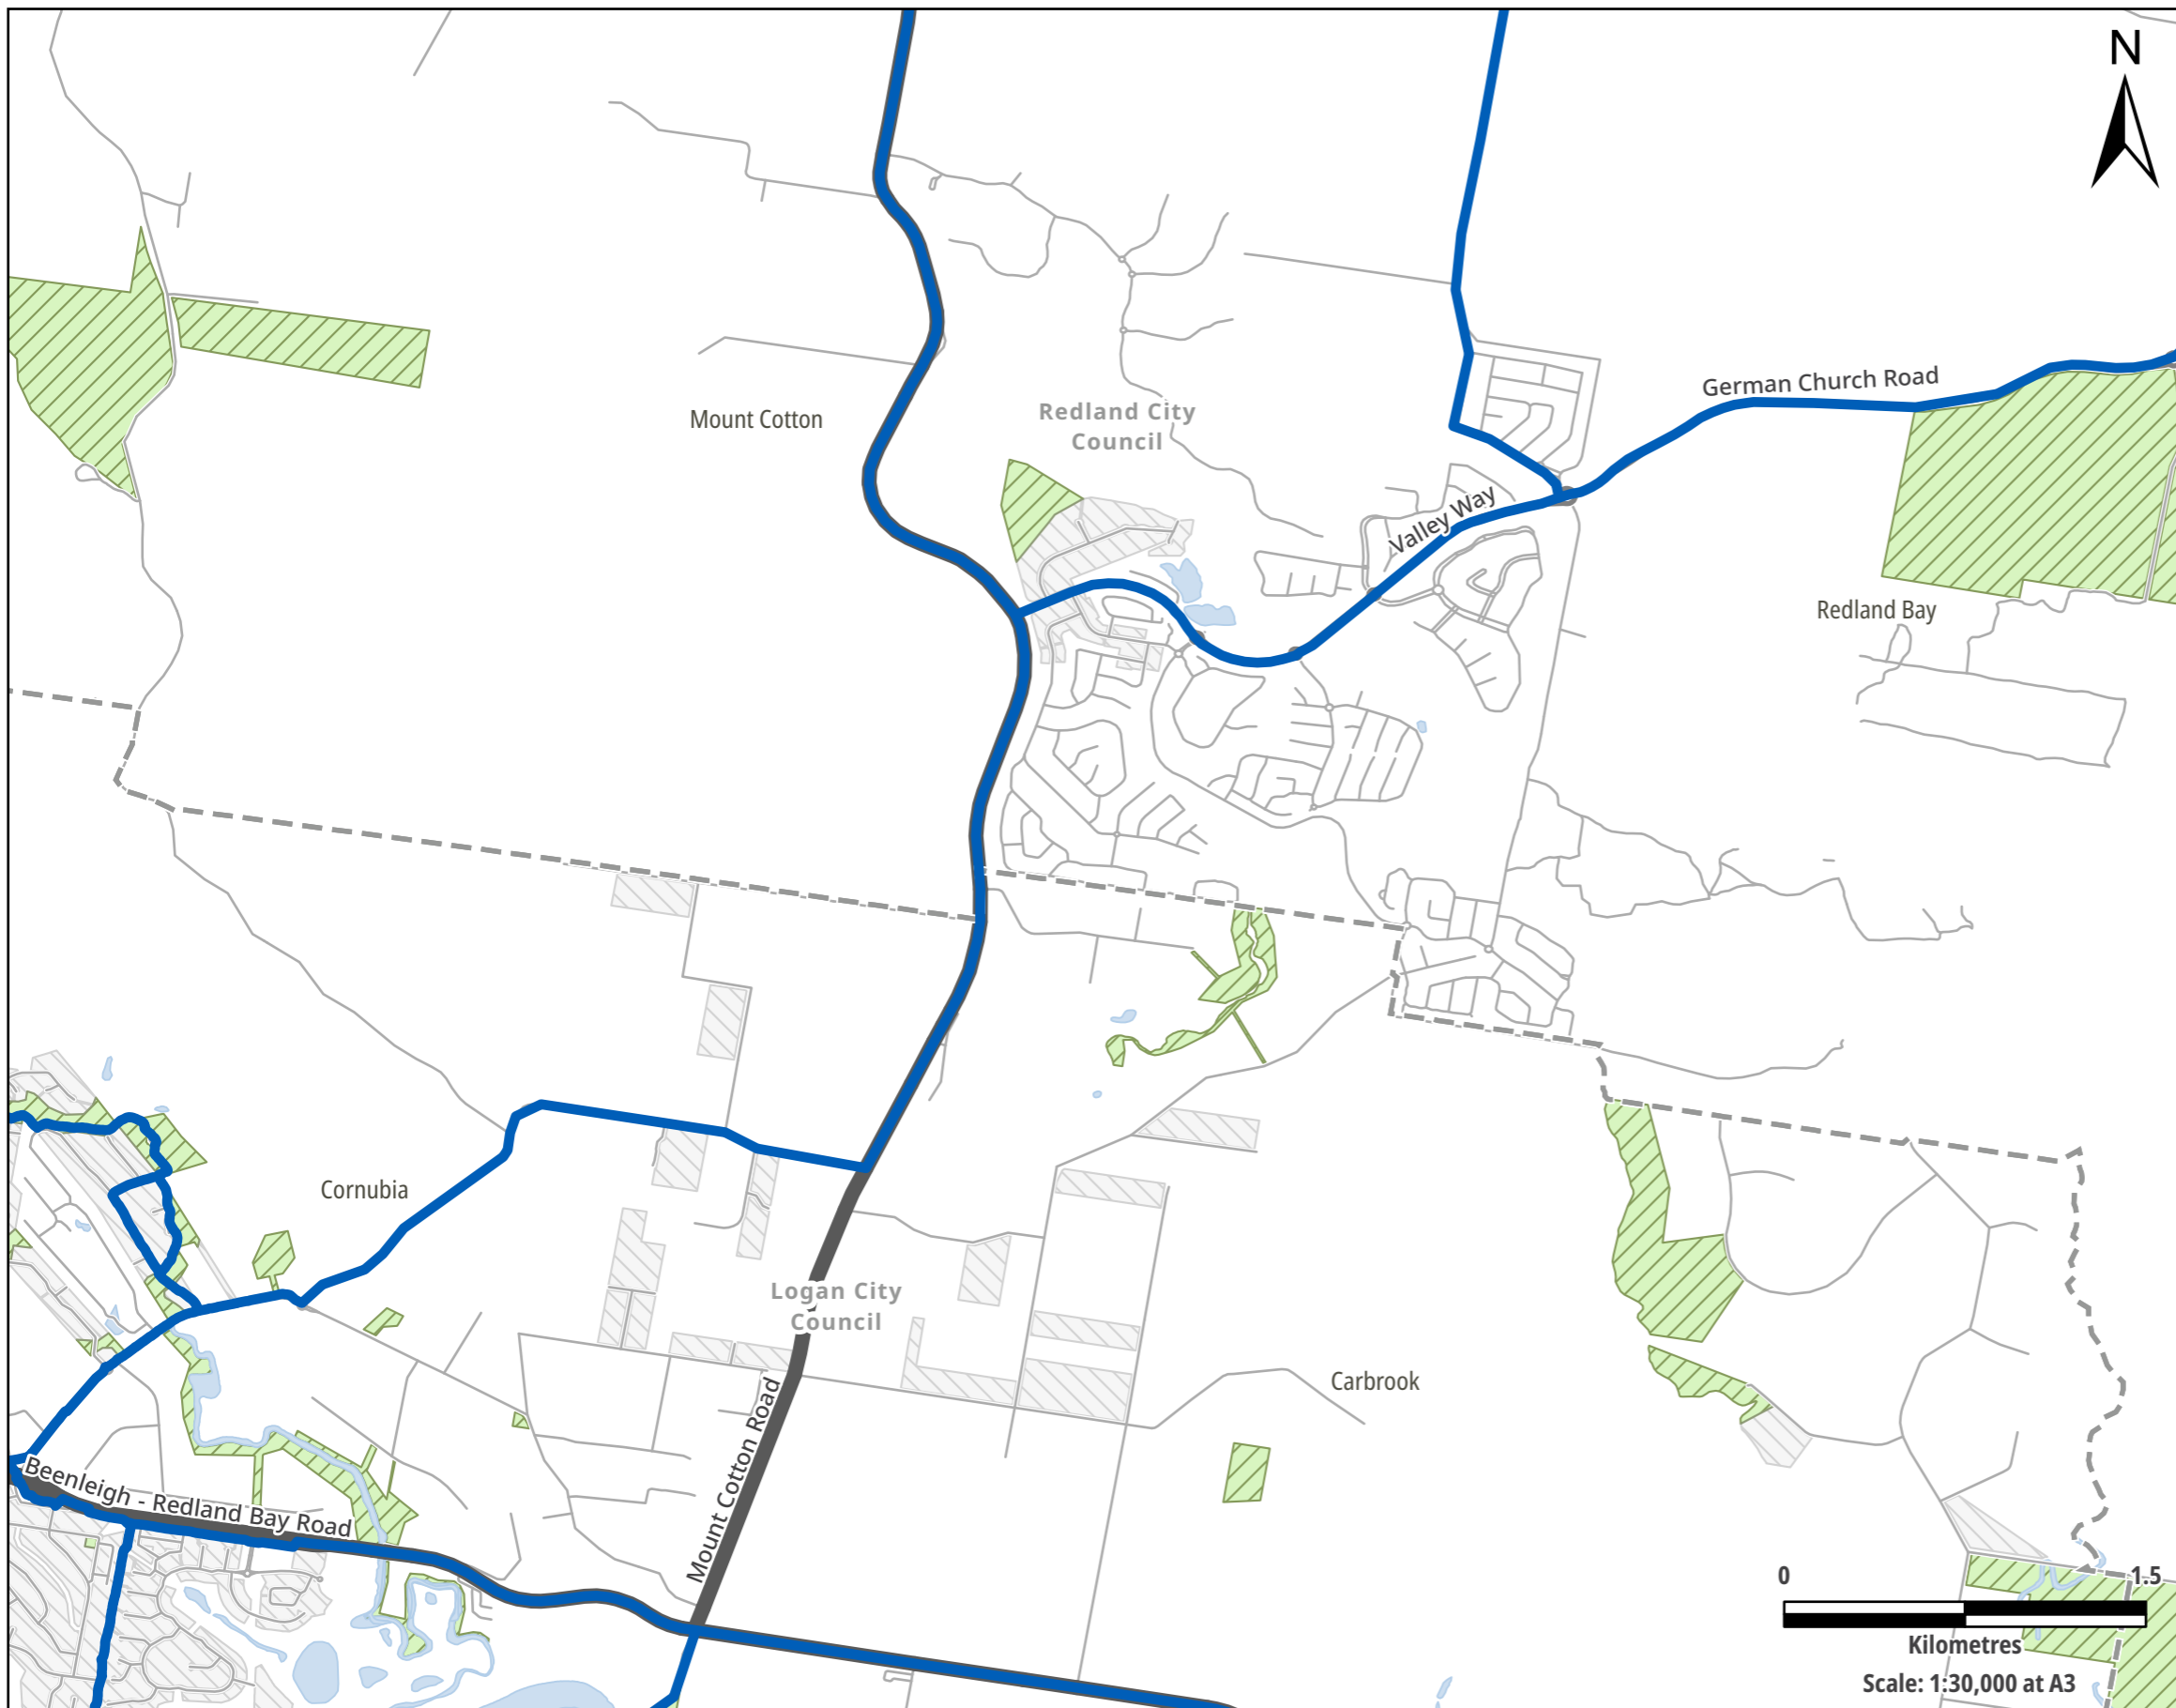 N
German Church Road
Mount Cotton
Redland City
Council
Valley Way
Redland Bay
Cornubia
Logan City
Council
Carbrook
Mount Cotton Road
Beenleigh - Redland Bay Road
0 1.5
Kilometres
Scale: 1:30,000 at A3